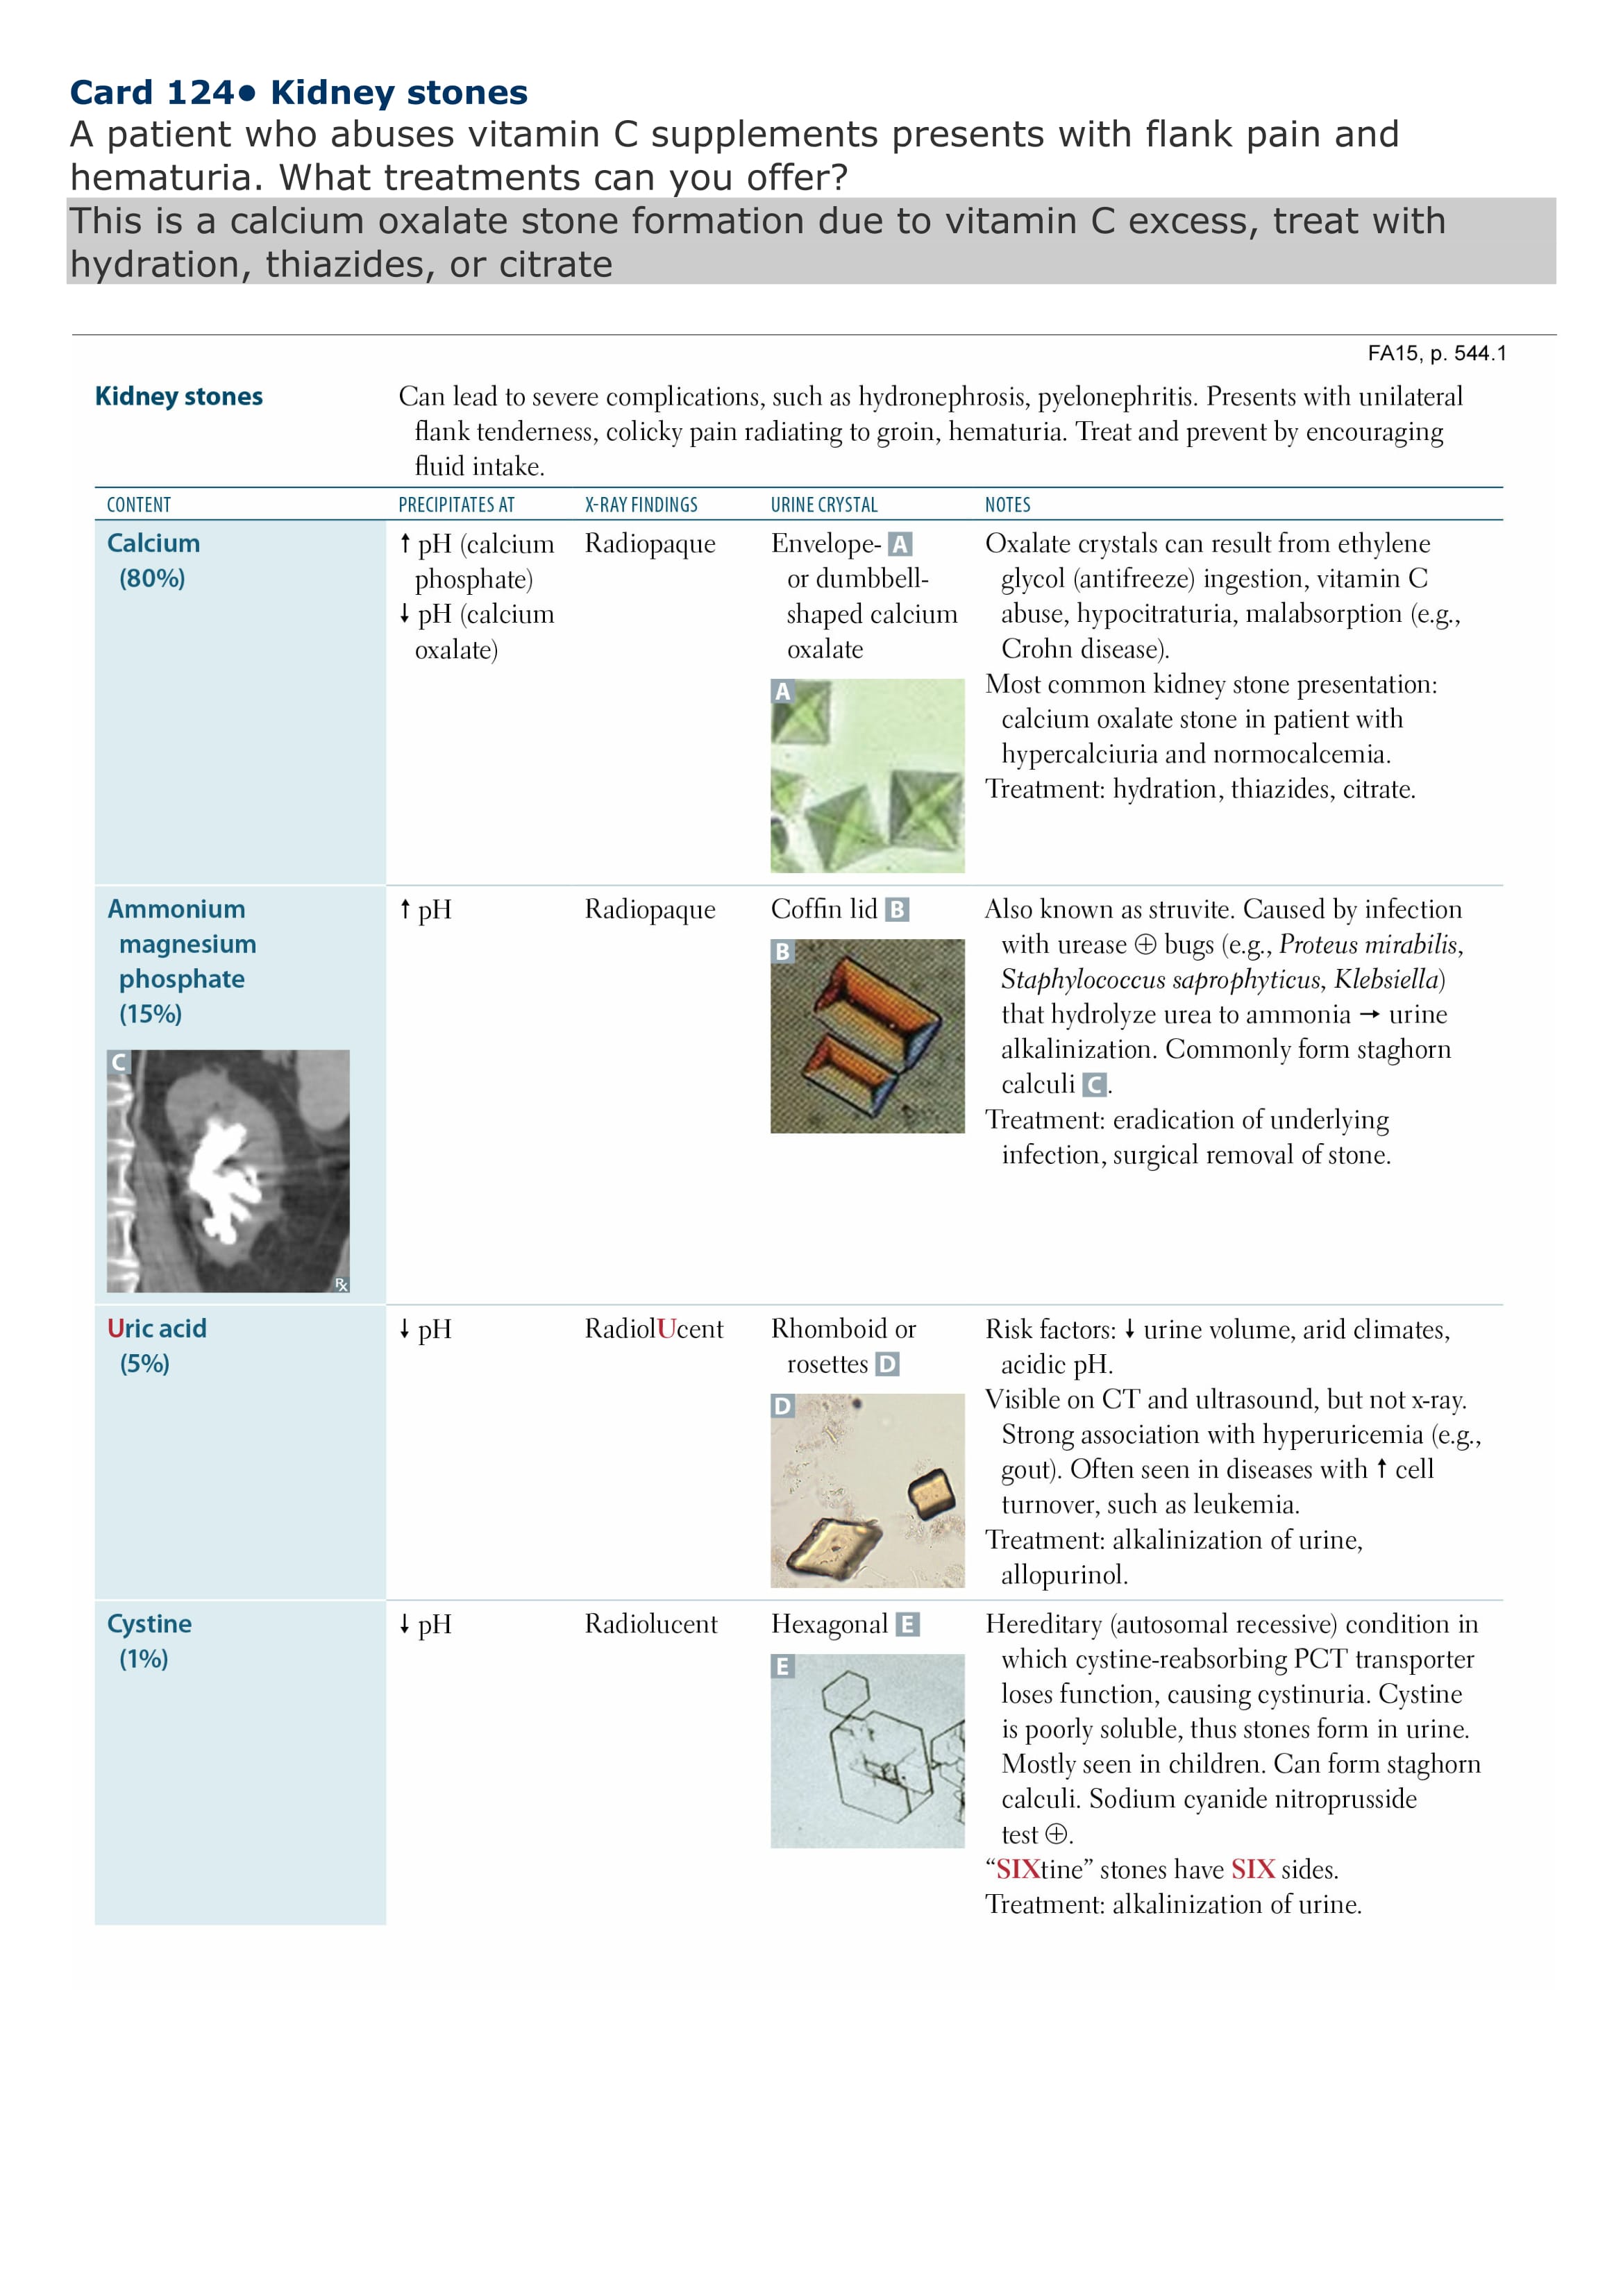 Card 124• Kidney stones
A patient who abuses vitamin C supplements presents with flank pain and
hematuria. What treatments can you offer?
This is a calcium oxalate stone formation due to vitamin C excess, treat with
hydration, thiazides, or citrate
FA15, p. 544.1
Kidney stones
Can lead to severe complications, such as hydronephrosis, pyelonephritis. Presents with unilateral
flank tenderness, colicky pain radiating to groin, hematuria. Treat and prevent by encouraging
fluid intake.
CONTENT
PRECIPITATES AT
X-RAY FINDINGS
URINE CRYSTAL
NOTES
Calcium
(80%)
↑ pH (calcium
phosphate)
↓ pH (calcium
oxalate)
Radiopaque
Envelope- A
or dumbbell-
shaped calcium
oxalate
A
Oxalate crystals can result from ethylene
glycol (antifreeze) ingestion, vitamin C
abuse, hypocitraturia, malabsorption (e.g.,
Crohn disease).
Most common kidney stone presentation:
calcium oxalate stone in patient with
hypercalciuria and normocalcemia.
Treatment: hydration, thiazides, citrate.
Ammonium
magnesium
phosphate
(15%)
C
℞
↑ pH
Radiopaque
Coffin lid B
B
Also known as struvite. Caused by infection
with urease ⊕ bugs (e.g., Proteus mirabilis,
Staphylococcus saprophyticus, Klebsiella)
that hydrolyze urea to ammonia → urine
alkalinization. Commonly form staghorn
calculi C.
Treatment: eradication of underlying
infection, surgical removal of stone.
Uric acid
(5%)
↓ pH
RadiolUcent
Rhomboid or
rosettes D
D
Risk factors: ↓ urine volume, arid climates,
acidic pH.
Visible on CT and ultrasound, but not x-ray.
Strong association with hyperuricemia (e.g.,
gout). Often seen in diseases with ↑ cell
turnover, such as leukemia.
Treatment: alkalinization of urine,
allopurinol.
Cystine
(1%)
↓ pH
Radiolucent
Hexagonal E
E
Hereditary (autosomal recessive) condition in
which cystine-reabsorbing PCT transporter
loses function, causing cystinuria. Cystine
is poorly soluble, thus stones form in urine.
Mostly seen in children. Can form staghorn
calculi. Sodium cyanide nitroprusside
test ⊕.
“SIXtine” stones have SIX sides.
Treatment: alkalinization of urine.